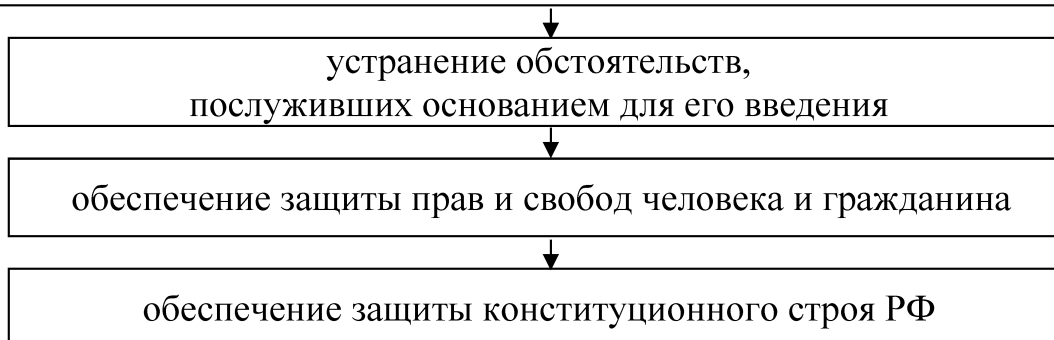 устранение обстоятельств,
послуживших основанием для его введения
обеспечение защиты прав и свобод человека и гражданина
обеспечение защиты конституционного строя РФ